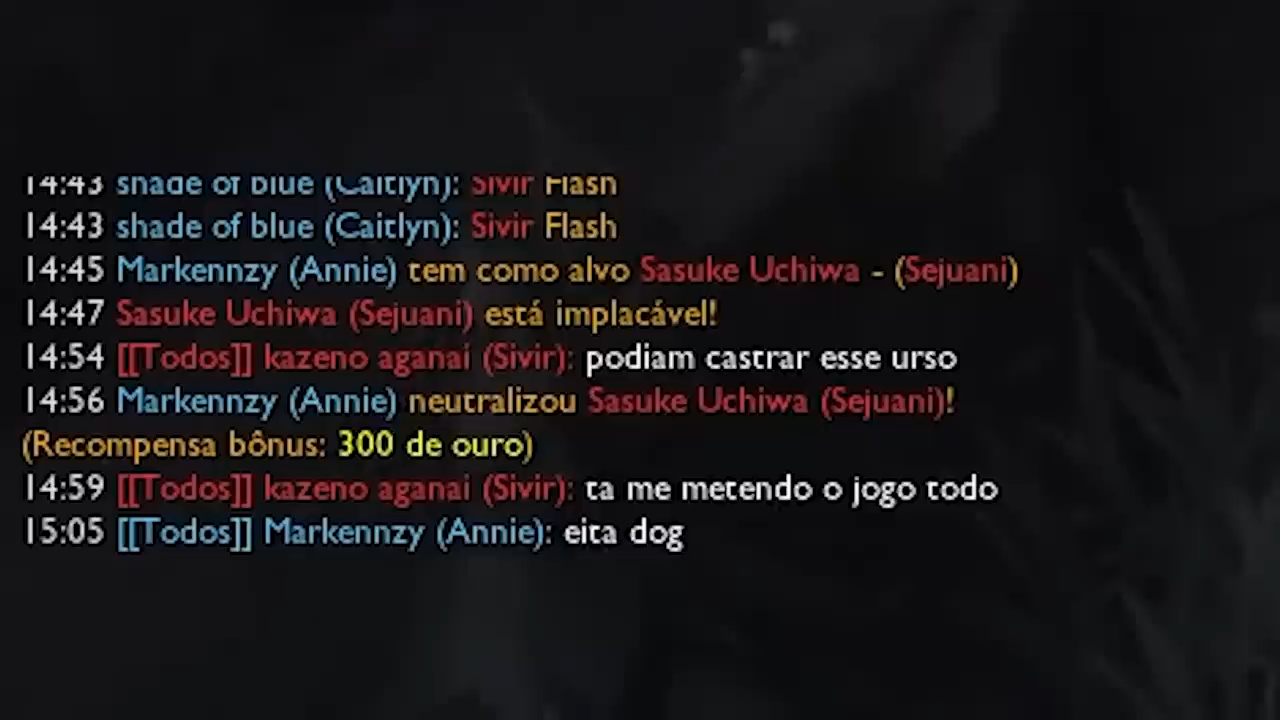 14:43 shade of blue (Caitlyn): Sivir Flash
14:43 shade of blue (Caitlyn): Sivir Flash
14:45 Markennzy (Annie) tem como alvo Sasuke Uchiwa - (Sejuani)
14:47 Sasuke Uchiwa (Sejuani) está implacável!
14:54 [[Todos]] kazeno aganai (Sivir): podiam castrar esse urso
14:56 Markennzy (Annie) neutralizou Sasuke Uchiwa (Sejuani)!
(Recompensa bônus: 300 de ouro)
14:59 [[Todos]] kazeno aganai (Sivir): ta me metendo o jogo todo
15:05 [[Todos]] Markennzy (Annie): eita dog